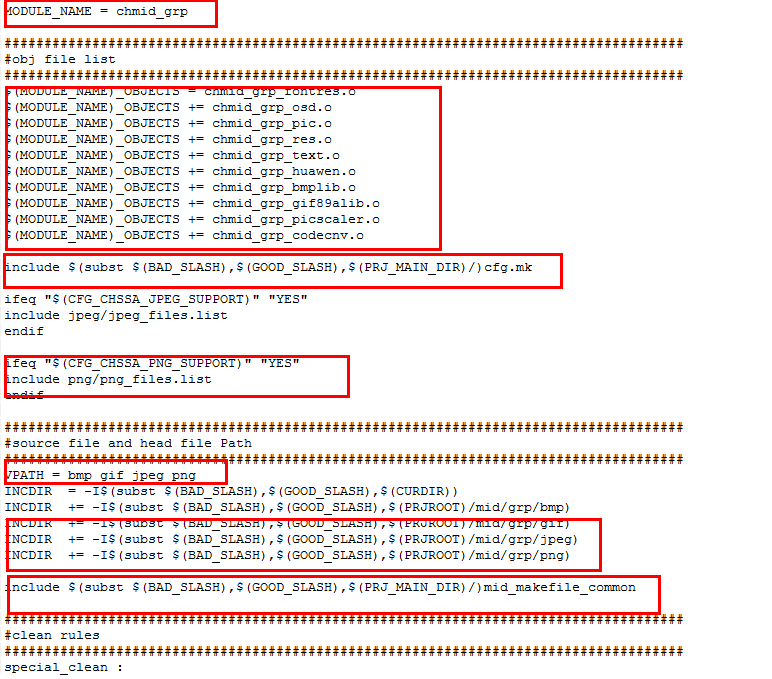 MODULE_NAME = chmid_grp
#####################################################################################
#obj file list
#####################################################################################
$(MODULE_NAME)_OBJECTS = chmid_grp_fontres.o
$(MODULE_NAME)_OBJECTS += chmid_grp_osd.o
$(MODULE_NAME)_OBJECTS += chmid_grp_pic.o
$(MODULE_NAME)_OBJECTS += chmid_grp_res.o
$(MODULE_NAME)_OBJECTS += chmid_grp_text.o
$(MODULE_NAME)_OBJECTS += chmid_grp_huawen.o
$(MODULE_NAME)_OBJECTS += chmid_grp_bmplib.o
$(MODULE_NAME)_OBJECTS += chmid_grp_gif89alib.o
$(MODULE_NAME)_OBJECTS += chmid_grp_picscaler.o
$(MODULE_NAME)_OBJECTS += chmid_grp_codecnv.o
include $(subst $(BAD_SLASH),$(GOOD_SLASH),$(PRJ_MAIN_DIR)/)cfg.mk
ifeq "$(CFG_CHSSA_JPEG_SUPPORT)" "YES"
include jpeg/jpeg_files.list
endif
ifeq "$(CFG_CHSSA_PNG_SUPPORT)" "YES"
include png/png_files.list
endif
#####################################################################################
#source file and head file Path
#####################################################################################
VPATH = bmp gif jpeg png
INCDIR  = -I$(subst $(BAD_SLASH),$(GOOD_SLASH),$(CURDIR))
INCDIR  += -I$(subst $(BAD_SLASH),$(GOOD_SLASH),$(PRJROOT)/mid/grp/bmp)
INCDIR  += -I$(subst $(BAD_SLASH),$(GOOD_SLASH),$(PRJROOT)/mid/grp/gif)
INCDIR  += -I$(subst $(BAD_SLASH),$(GOOD_SLASH),$(PRJROOT)/mid/grp/jpeg)
INCDIR  += -I$(subst $(BAD_SLASH),$(GOOD_SLASH),$(PRJROOT)/mid/grp/png)
include $(subst $(BAD_SLASH),$(GOOD_SLASH),$(PRJ_MAIN_DIR)/)mid_makefile_common
#####################################################################################
#clean rules
#####################################################################################
special_clean :